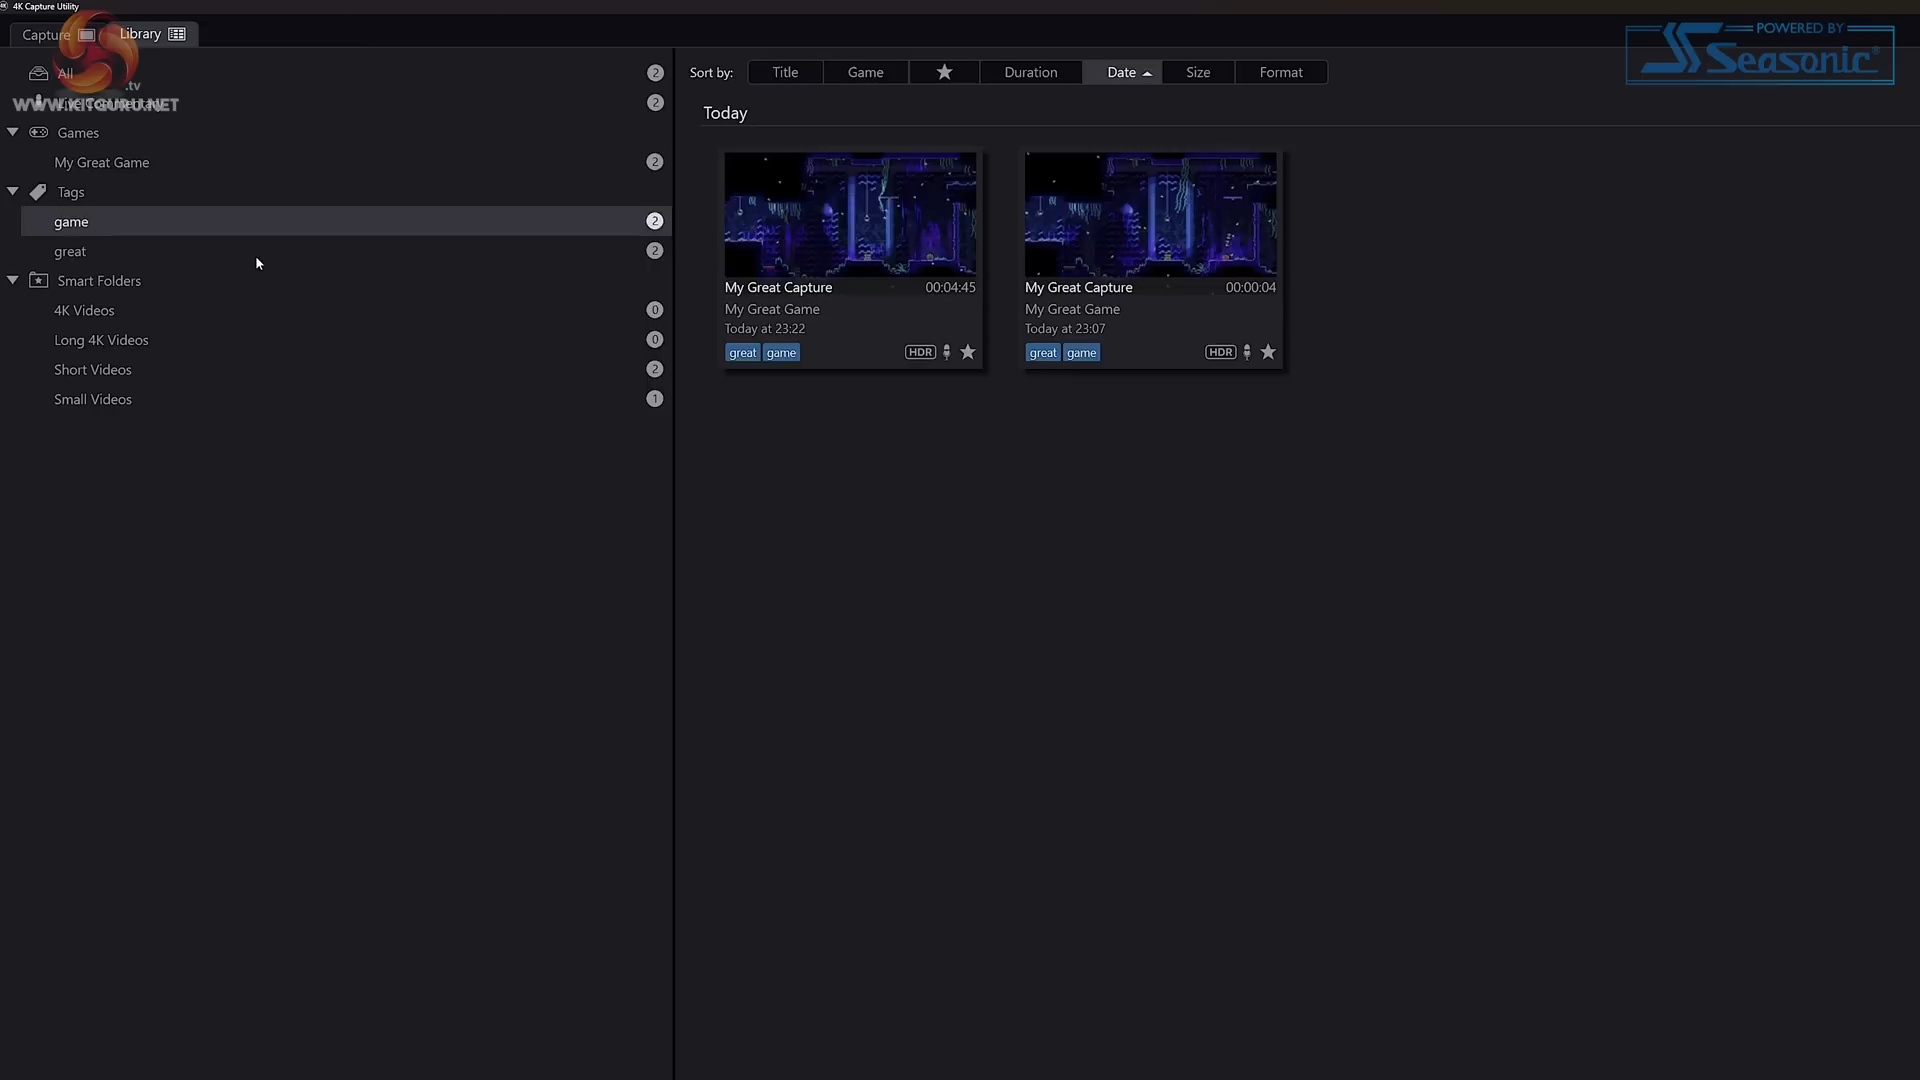 4K Capture Utility
Capture
Library
POWERED BY
Seasonic®
All 2
.tv
Live Commentary 2
WWW.KITGURU.NET
Games
My Great Game 2
Tags
game 2
great 2
Smart Folders
4K Videos 0
Long 4K Videos 0
Short Videos 2
Small Videos 1
Sort by: Title Game Duration Date Size Format
Today
My Great Capture 00:04:45
My Great Game
Today at 23:22
great game HDR
My Great Capture 00:00:04
My Great Game
Today at 23:07
great game HDR